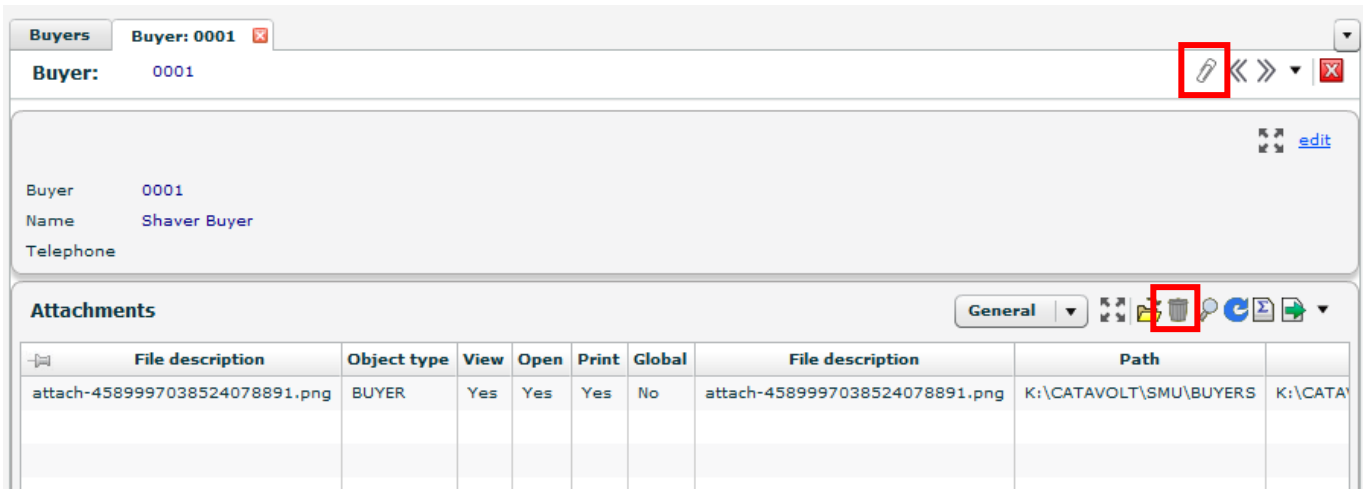 Buyers Buyer: 0001
Buyer: 0001
edit
Buyer 0001
Name Shaver Buyer
Telephone
Attachments General
File description Object type View Open Print Global File description Path
attach-4589997038524078891.png BUYER Yes Yes Yes No attach-4589997038524078891.png K:\CATAVOLT\SMU\BUYERS K:\CATAV